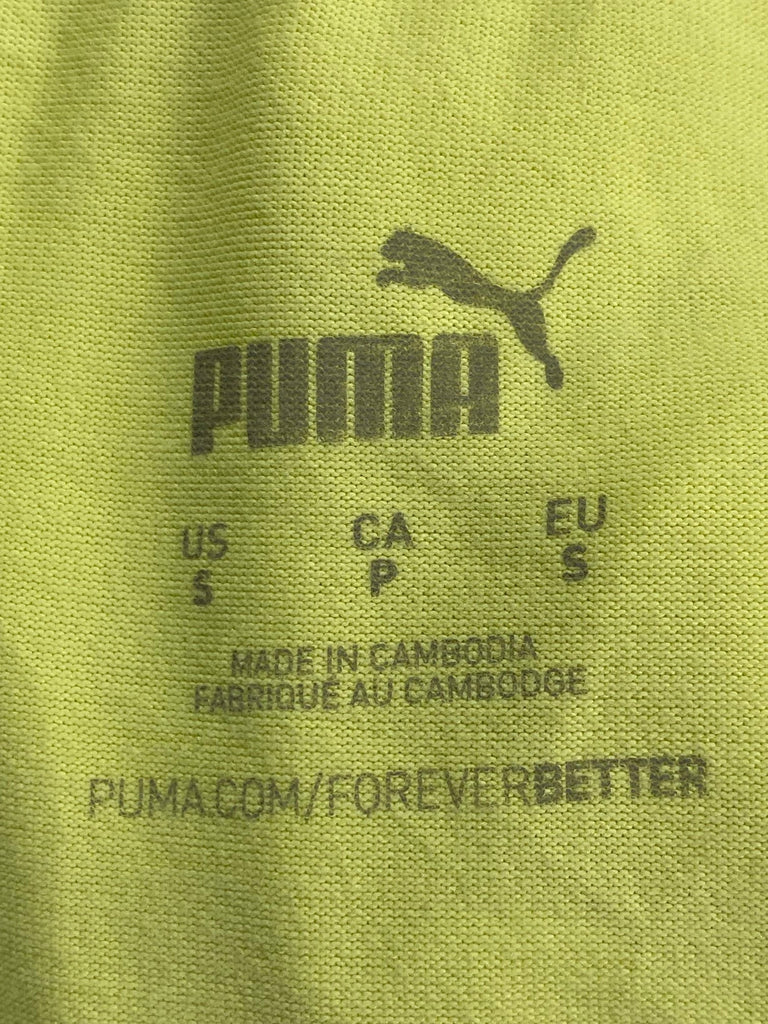 PUMA
US CA EU
S P S
MADE IN CAMBODIA
FABRIQUÉ AU CAMBODGE
PUMA.COM/FOREVERBETTER